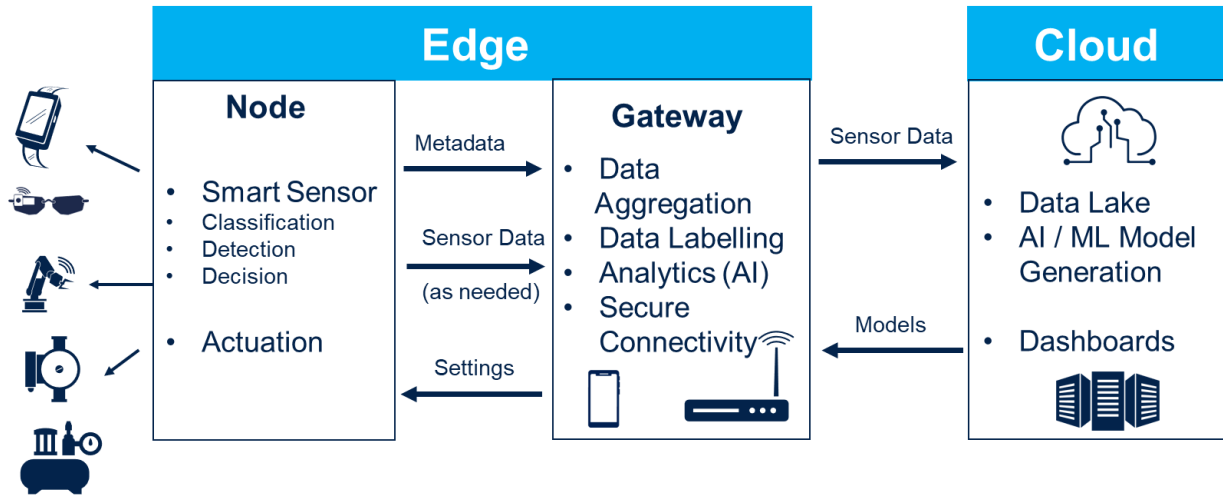 Edge
Cloud
Node
• Smart Sensor
• Classification
• Detection
• Decision
• Actuation
Metadata
Sensor Data
(as needed)
Settings
Gateway
• Data
Aggregation
• Data Labelling
• Analytics (AI)
• Secure
Connectivity
Sensor Data
Models
• Data Lake
• AI / ML Model
Generation
• Dashboards